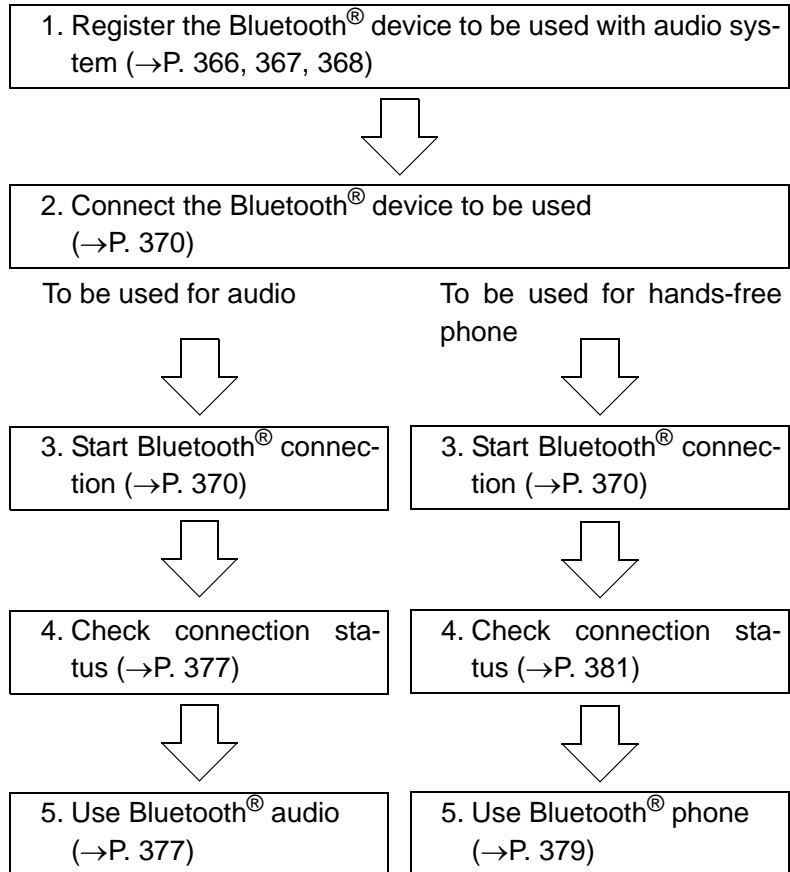 1. Register the Bluetooth® device to be used with audio sys-
tem (→P. 366, 367, 368)
2. Connect the Bluetooth® device to be used
(→P. 370)
To be used for audio
To be used for hands-free
phone
3. Start Bluetooth® connec-
tion (→P. 370)
3. Start Bluetooth® connec-
tion (→P. 370)
4. Check connection sta-
tus (→P. 377)
4. Check connection sta-
tus (→P. 381)
5. Use Bluetooth® audio
(→P. 377)
5. Use Bluetooth® phone
(→P. 379)